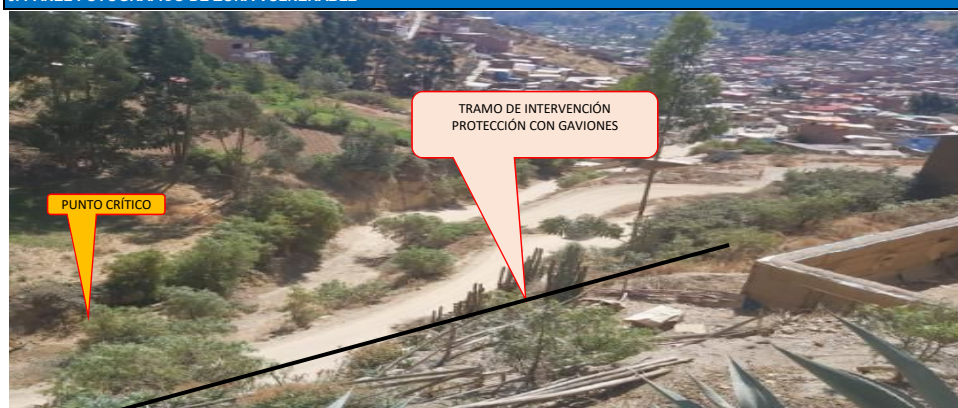 TRAMO DE INTERVENCIÓN
PROTECCIÓN CON GAVIONES
PUNTO CRÍTICO